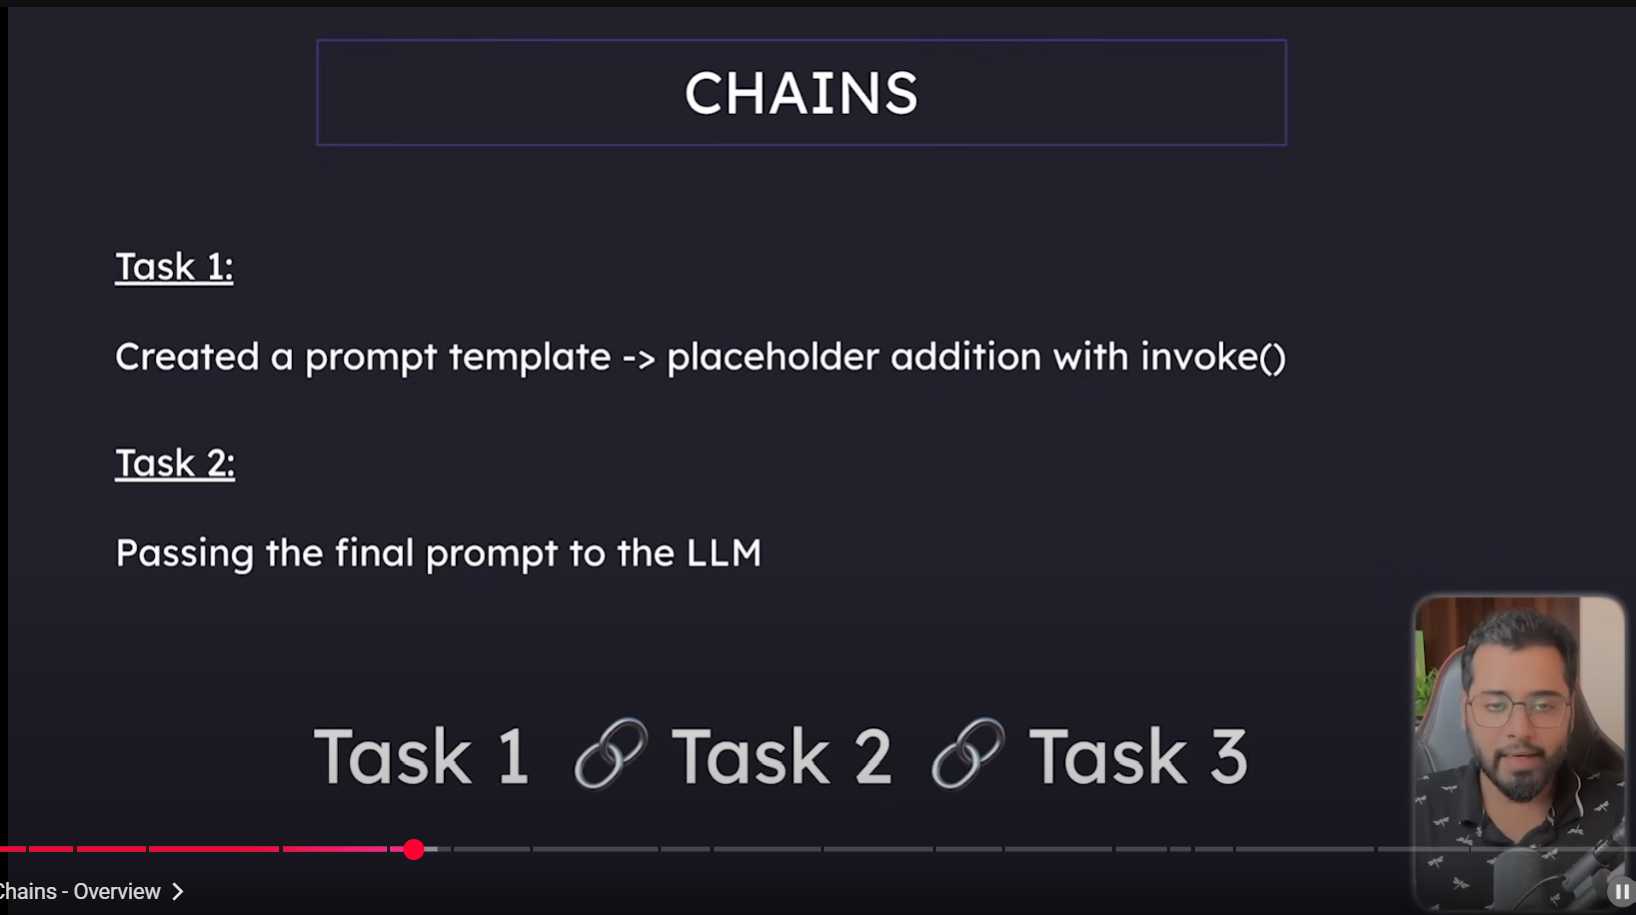 CHAINS
Task 1:
Created a prompt template -> placeholder addition with invoke()
Task 2:
Passing the final prompt to the LLM
Task 1 🔗 Task 2 🔗 Task 3
Chains - Overview